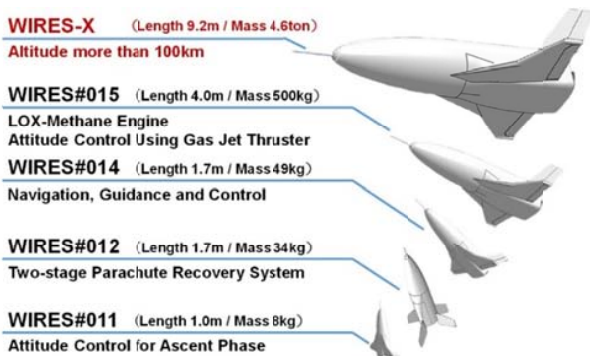 WIRES-X (Length 9.2m / Mass 4.6ton)
Altitude more than 100km
WIRES#015 (Length 4.0m / Mass 500kg)
LOX-Methane Engine
Attitude Control Using Gas Jet Thruster
WIRES#014 (Length 1.7m / Mass 49kg)
Navigation, Guidance and Control
WIRES#012 (Length 1.7m / Mass 34kg)
Two-stage Parachute Recovery System
WIRES#011 (Length 1.0m / Mass 8kg)
Attitude Control for Ascent Phase